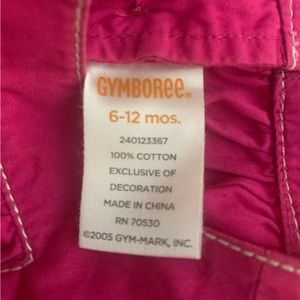 GYMBOREE®
6-12 mos.
240123367
100% COTTON
EXCLUSIVE OF
DECORATION
MADE IN CHINA
RN 70530
©2005 GYM-MARK, INC.